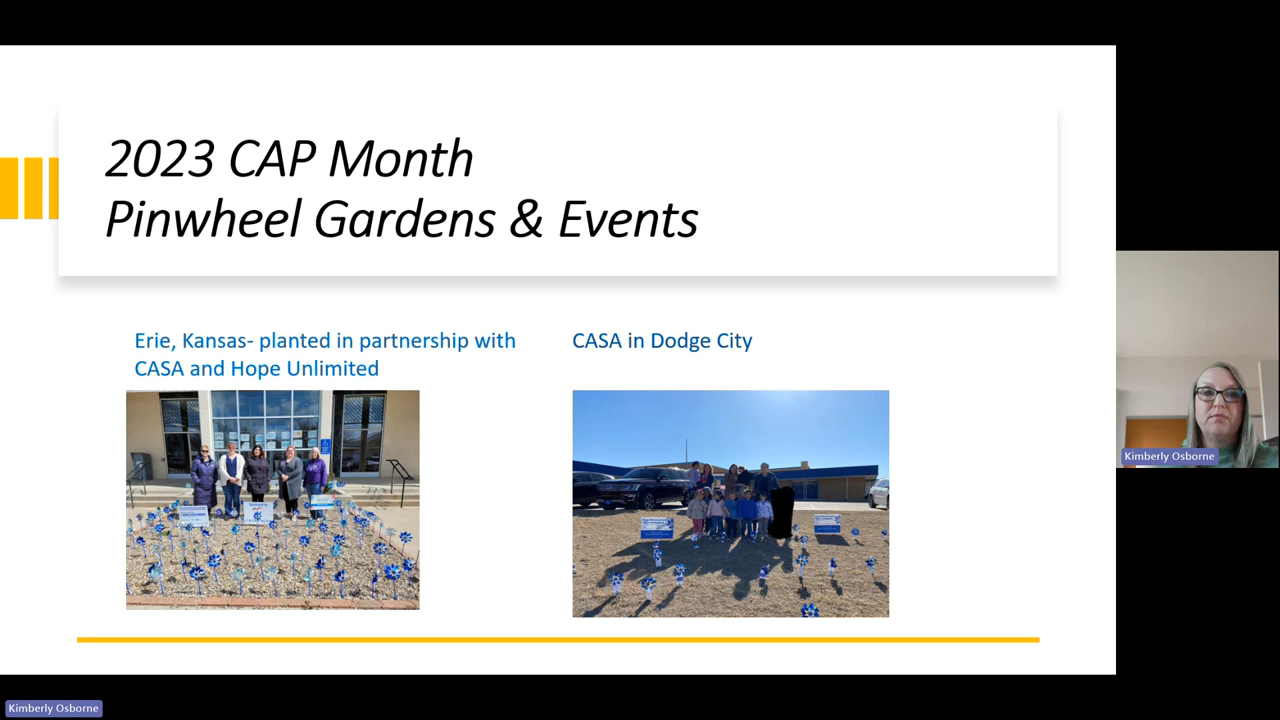 2023 CAP Month
Pinwheel Gardens & Events
Erie, Kansas- planted in partnership with
CASA and Hope Unlimited
CASA in Dodge City
Kimberly Osborne
Kimberly Osborne